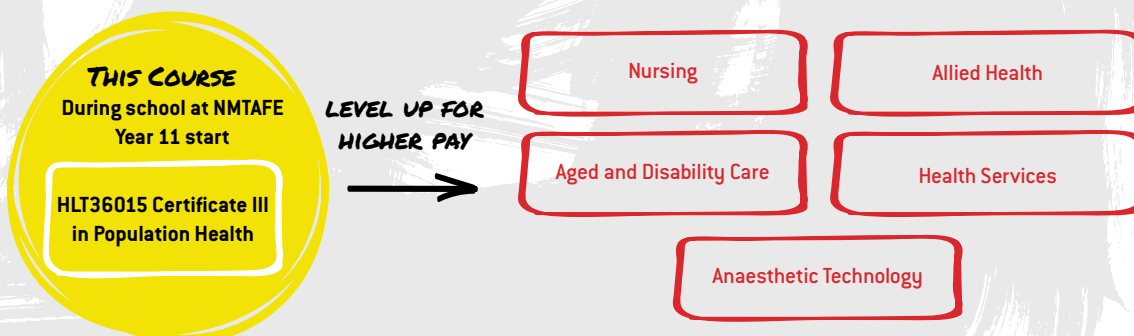 THIS COURSE
During school at NMTAFE
Year 11 start
HLT36015 Certificate III
in Population Health
LEVEL UP FOR
HIGHER PAY
Nursing
Allied Health
Aged and Disability Care
Health Services
Anaesthetic Technology